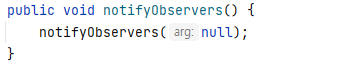 public void notifyObservers() {
    notifyObservers( arg: null);
}